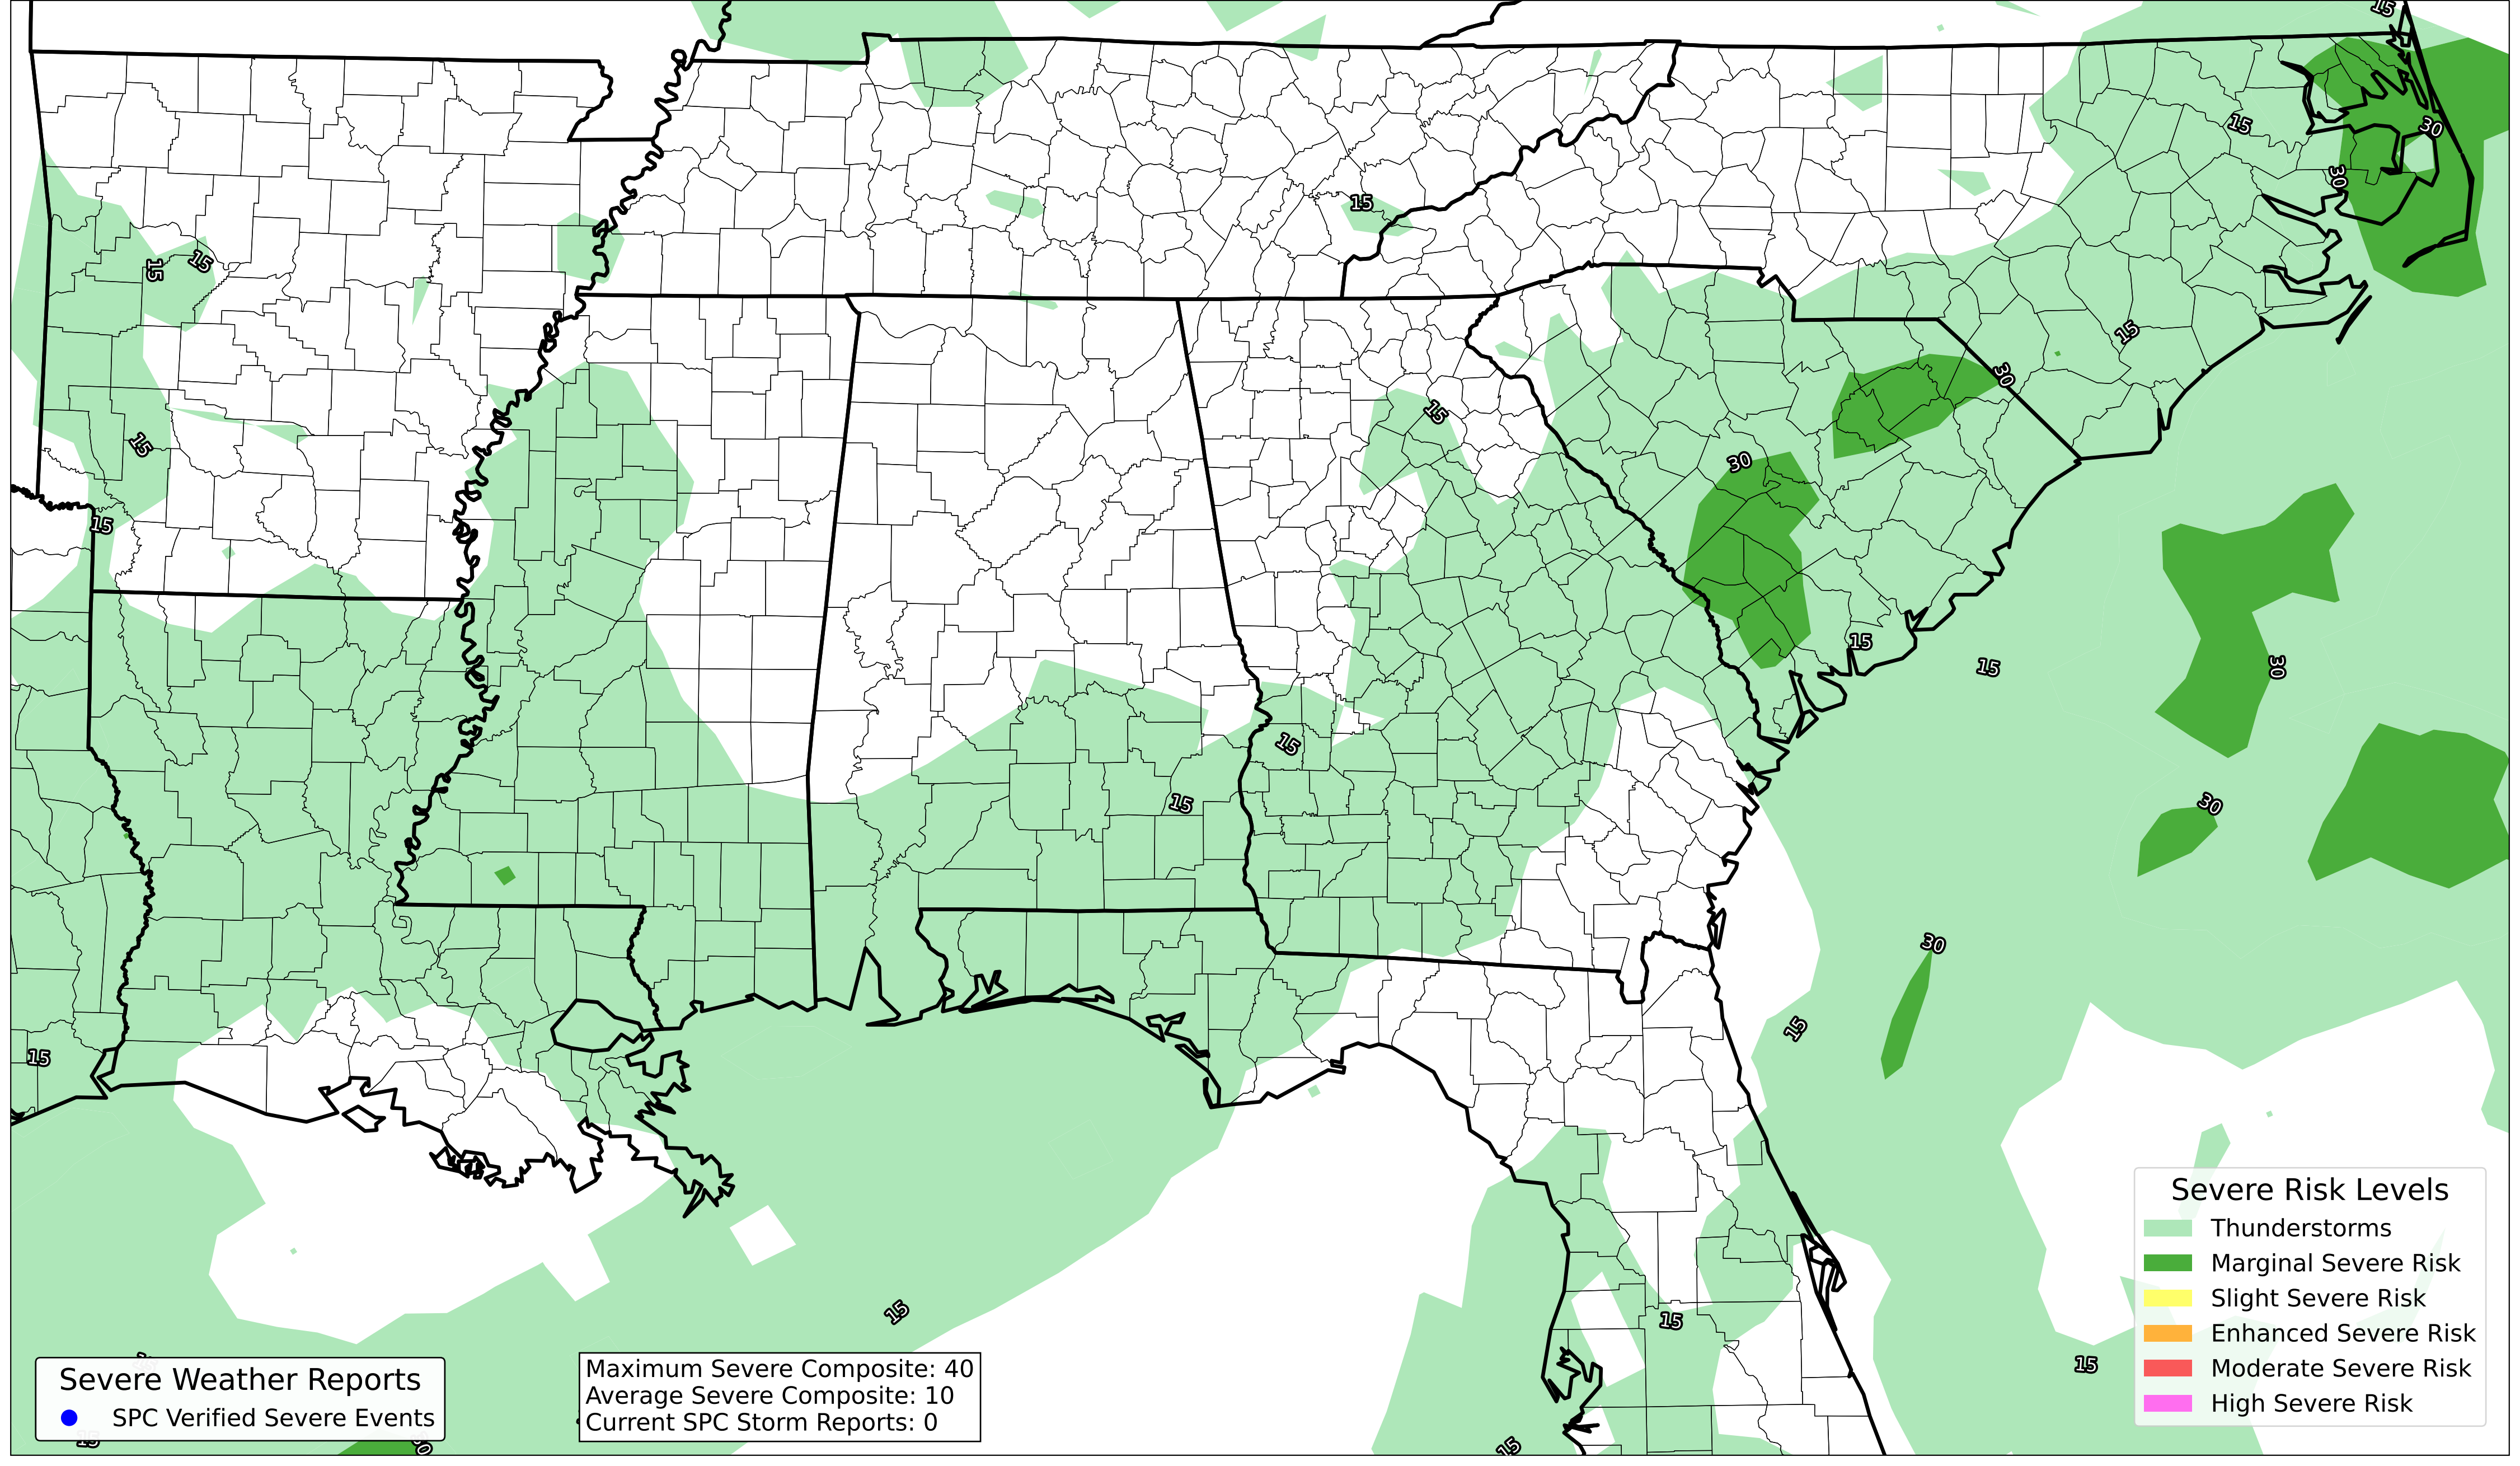 15
15
30
15
30
15
15
15
15
30
15
15
30
15
15
15
30
15
15
30
15
30
15
15
15
15
15
15
Severe Risk Levels
Thunderstorms
Marginal Severe Risk
Slight Severe Risk
Enhanced Severe Risk
Moderate Severe Risk
High Severe Risk
Severe Weather Reports
SPC Verified Severe Events
Maximum Severe Composite: 40
Average Severe Composite: 10
Current SPC Storm Reports: 0